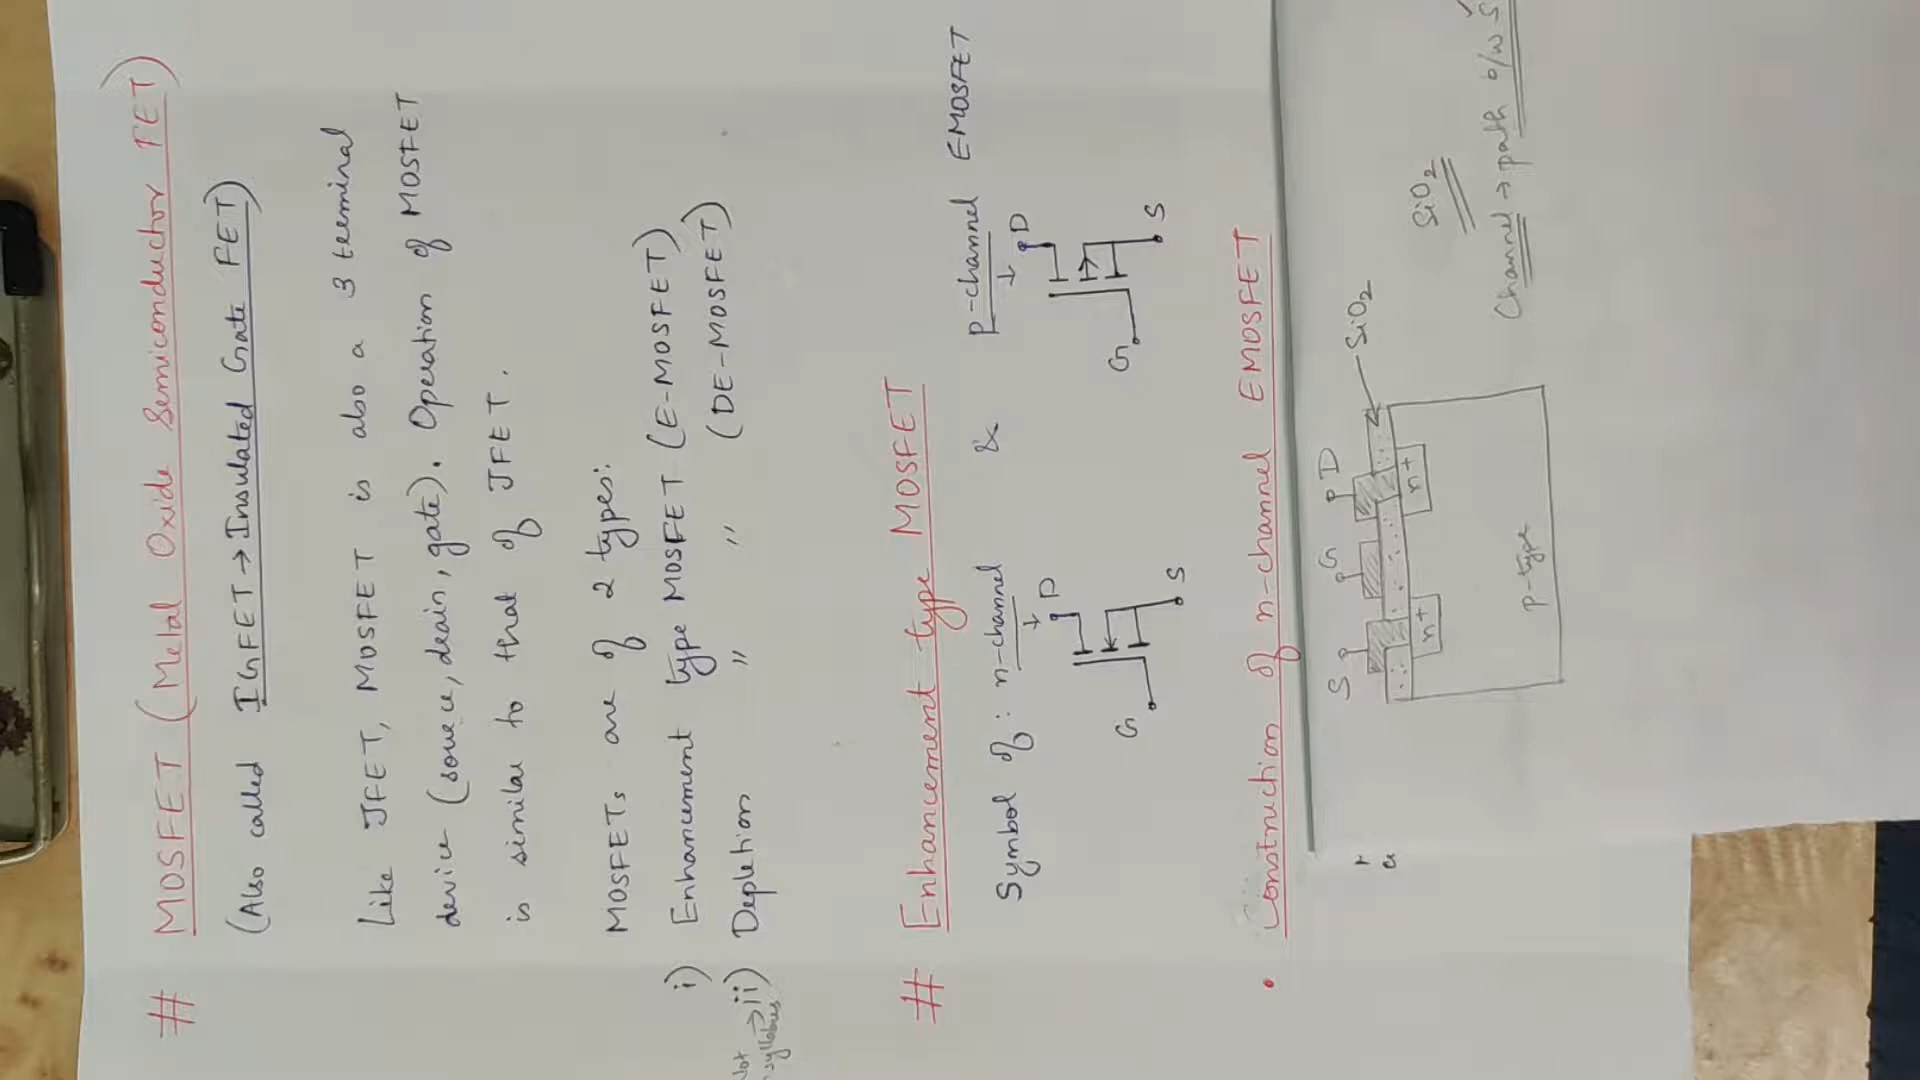 # MOSFET (Metal Oxide Semiconductor FET)
(Also called IGFET → Insulated Gate FET)
Like JFET, MOSFET is also a 3 terminal
device (source, drain, gate). Operation of MOSFET
is similar to that of JFET.
MOSFETs are of 2 types:
i) Enhancement type MOSFET (E-MOSFET)
Not syllabus → ii) Depletion " " (DE-MOSFET)
# Enhancement type MOSFET
Symbol of : n-channel & p-channel EMOSFET
↓ ↓
D D
G G
S S
• Construction of n-channel EMOSFET
S G D
SiO2
n+ n+
p-type
SiO2
Channel → path b/w S